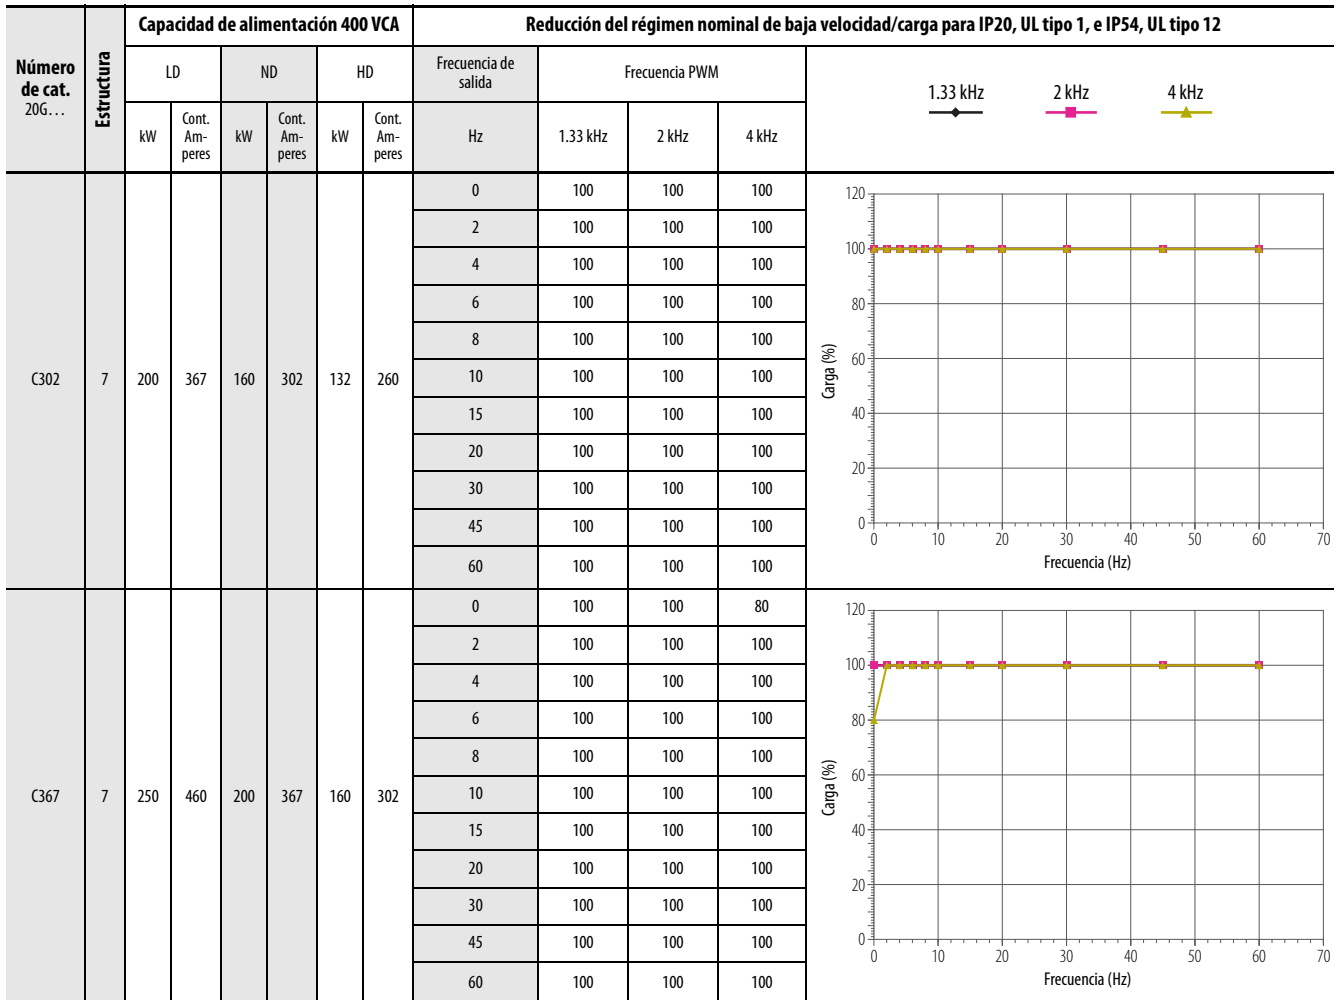 Número de cat. 20G…
Estructura
Capacidad de alimentación 400 VCA
Reducción del régimen nominal de baja velocidad/carga para IP20, UL tipo 1, e IP54, UL tipo 12
LD ND HD
Frecuencia de salida
Frecuencia PWM
1.33 kHz 2 kHz 4 kHz
kW Cont. Am-peres kW Cont. Am-peres kW Cont. Am-peres
Hz 1.33 kHz 2 kHz 4 kHz
C302 7 200 367 160 302 132 260
0 100 100 100
2 100 100 100
4 100 100 100
6 100 100 100
8 100 100 100
10 100 100 100
15 100 100 100
20 100 100 100
30 100 100 100
45 100 100 100
60 100 100 100
120
100
80
60
40
20
0
Carga (%)
0 10 20 30 40 50 60 70
Frecuencia (Hz)
C367 7 250 460 200 367 160 302
0 100 100 80
2 100 100 100
4 100 100 100
6 100 100 100
8 100 100 100
10 100 100 100
15 100 100 100
20 100 100 100
30 100 100 100
45 100 100 100
60 100 100 100
120
100
80
60
40
20
0
Carga (%)
0 10 20 30 40 50 60 70
Frecuencia (Hz)